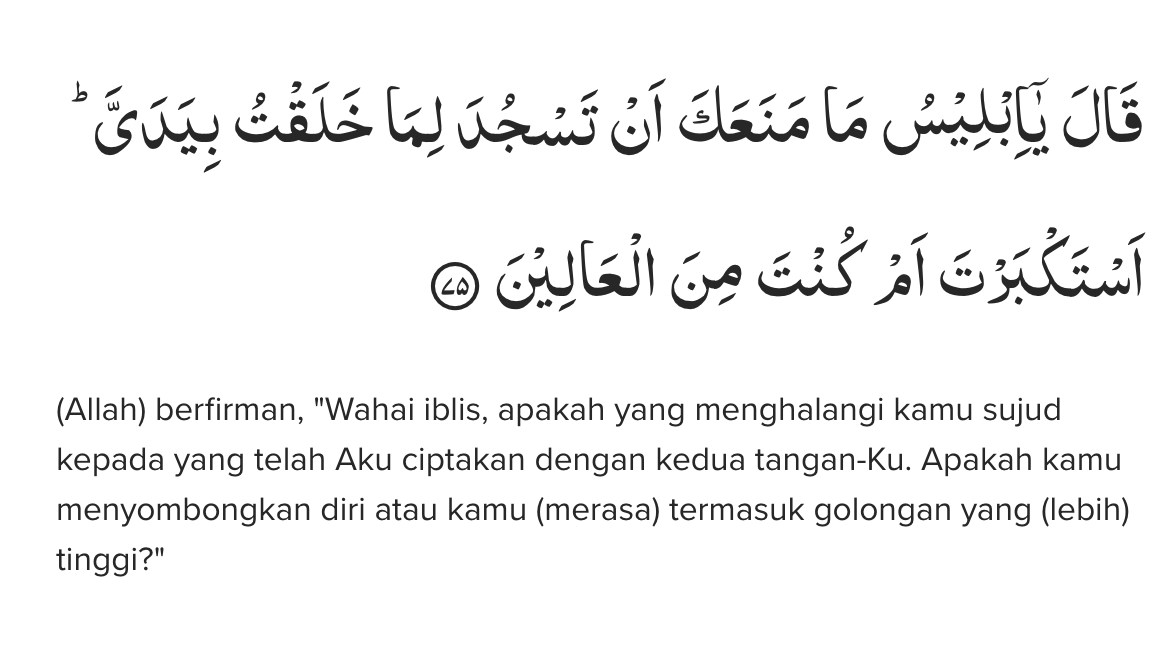 قَالَ يٰٓاِبْلِيْسُ مَا مَنَعَكَ اَنْ تَسْجُدَ لِمَا خَلَقْتُ بِيَدَيَّ ۗ
اَسْتَكْبَرْتَ اَمْ كُنْتَ مِنَ الْعَالِيْنَ ٧٥
(Allah) berfirman, "Wahai iblis, apakah yang menghalangi kamu sujud
kepada yang telah Aku ciptakan dengan kedua tangan-Ku. Apakah kamu
menyombongkan diri atau kamu (merasa) termasuk golongan yang (lebih)
tinggi?"